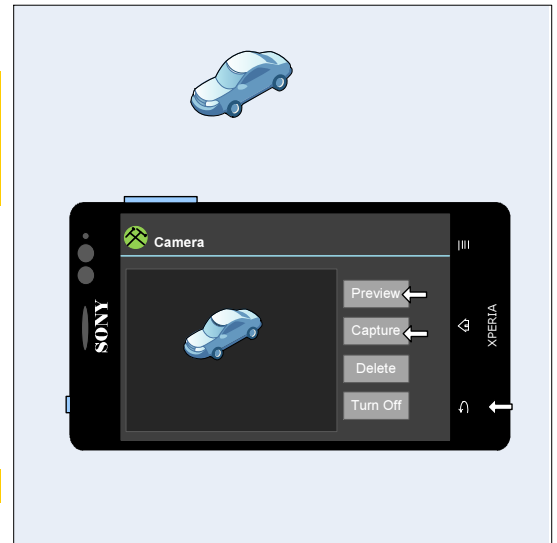 Camera
Preview
Capture
Delete
Turn Off
SONY
XPERIA